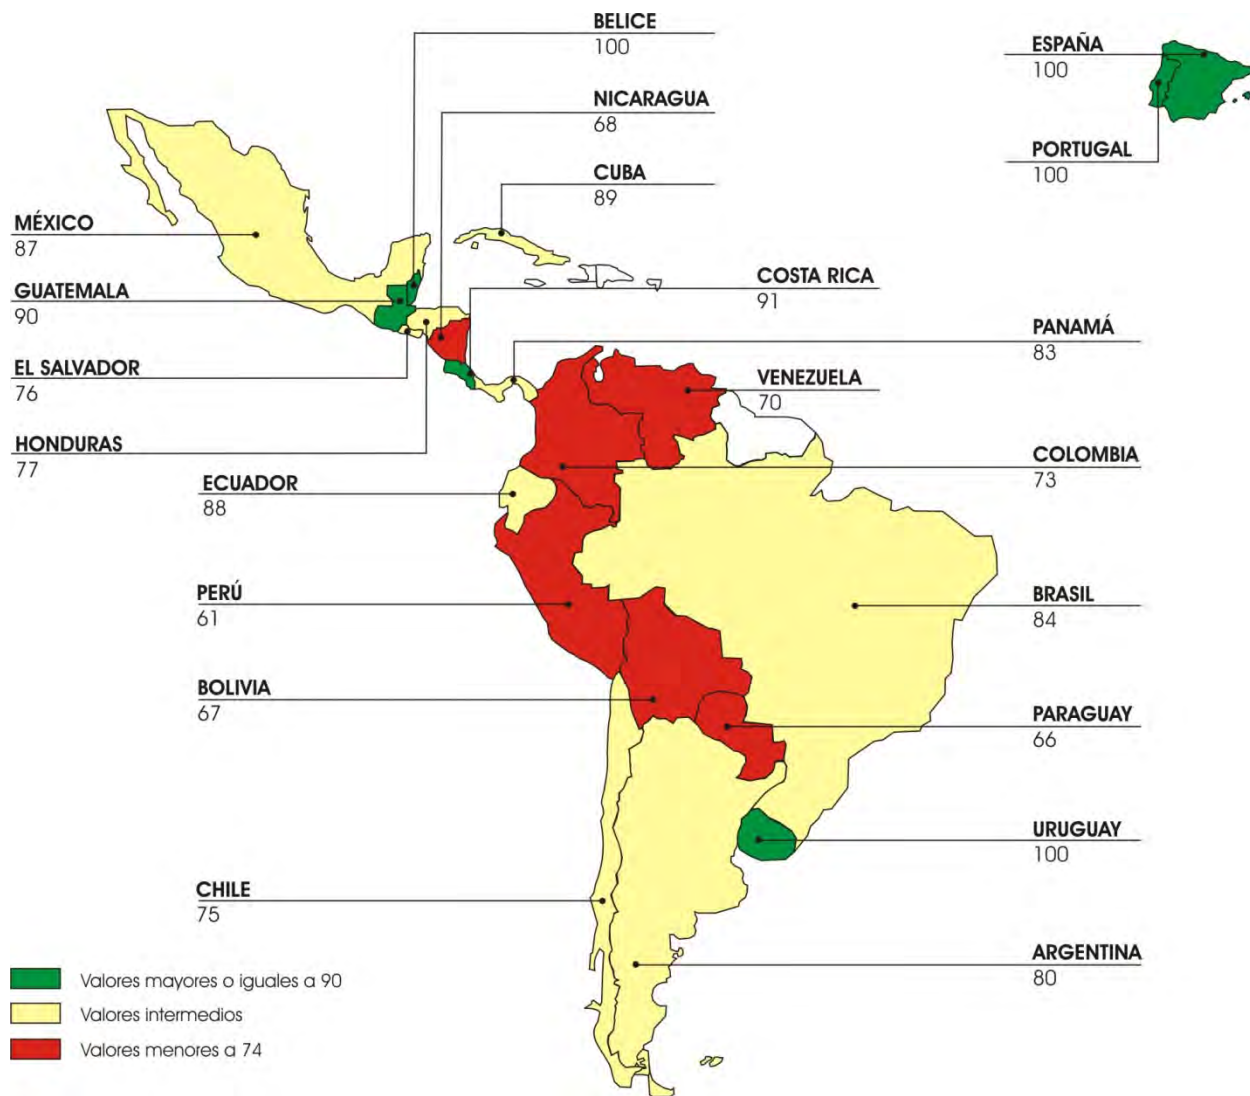 BELICE
100
ESPAÑA
100
NICARAGUA
68
PORTUGAL
100
CUBA
89
MÉXICO
87
COSTA RICA
91
GUATEMALA
90
PANAMÁ
83
EL SALVADOR
76
VENEZUELA
70
HONDURAS
77
COLOMBIA
73
ECUADOR
88
PERÚ
61
BRASIL
84
BOLIVIA
67
PARAGUAY
66
URUGUAY
100
CHILE
75
ARGENTINA
80
Valores mayores o iguales a 90
Valores intermedios
Valores menores a 74